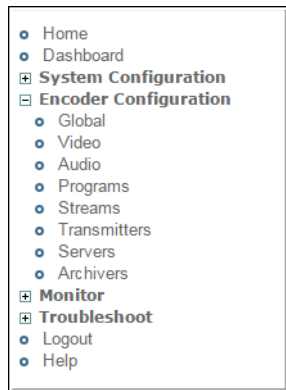 Home
Dashboard
System Configuration
Encoder Configuration
Global
Video
Audio
Programs
Streams
Transmitters
Servers
Archivers
Monitor
Troubleshoot
Logout
Help